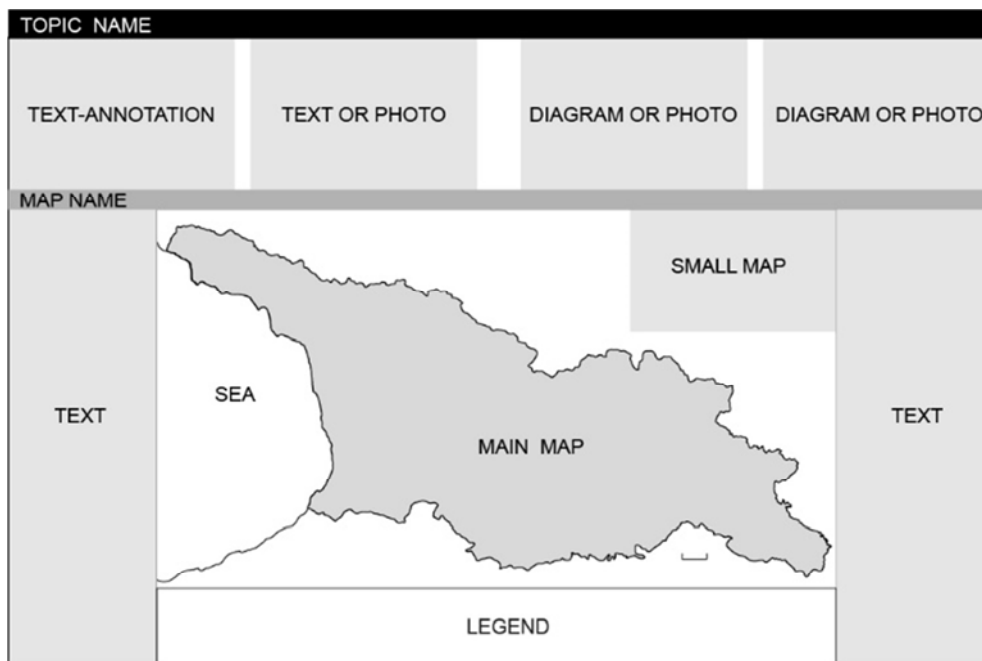 TOPIC NAME
TEXT-ANNOTATION
TEXT OR PHOTO
DIAGRAM OR PHOTO
DIAGRAM OR PHOTO
MAP NAME
SMALL MAP
SEA
TEXT
TEXT
MAIN MAP
LEGEND